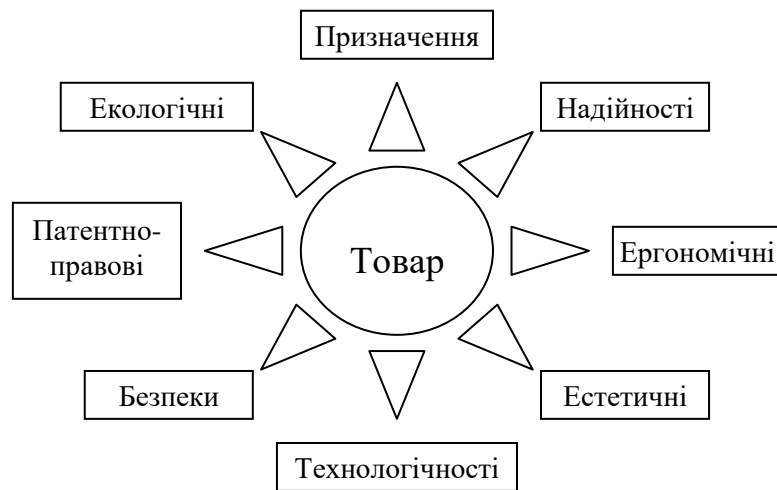 Призначення
Екологічні
Надійності
Патентно-
правові
Товар
Ергономічні
Безпеки
Естетичні
Технологічності